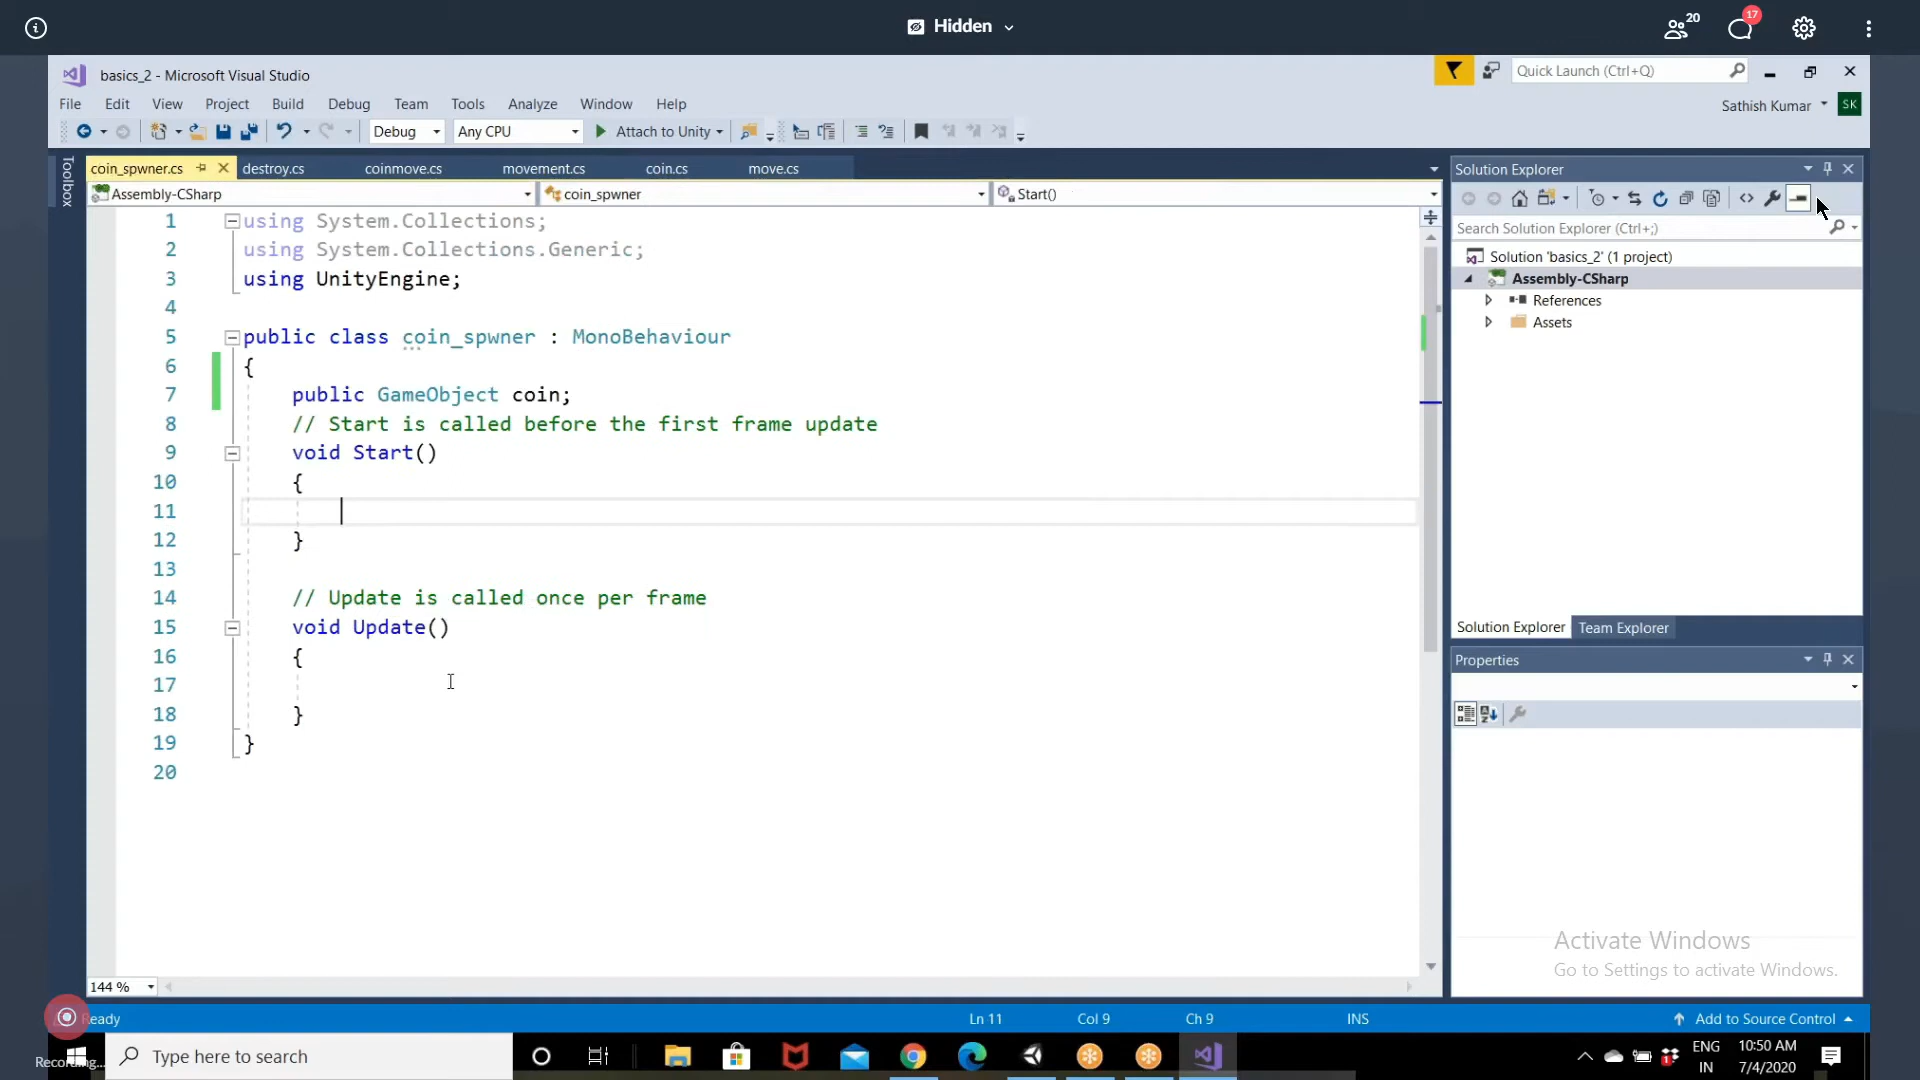 Hidden
20
17
basics_2 - Microsoft Visual Studio
Quick Launch (Ctrl+Q)
File Edit View Project Build Debug Team Tools Analyze Window Help
Sathish Kumar
SK
Debug
Any CPU
Attach to Unity
Toolbox
coin_spwner.cs
destroy.cs
coinmove.cs
movement.cs
coin.cs
move.cs
Assembly-CSharp
coin_spwner
Start()
1 using System.Collections;
2 using System.Collections.Generic;
3 using UnityEngine;
4
5 public class coin_spwner : MonoBehaviour
6 {
7 public GameObject coin;
8 // Start is called before the first frame update
9 void Start()
10 {
11
12 }
13
14 // Update is called once per frame
15 void Update()
16 {
17
18 }
19 }
20
144 %
Solution Explorer
Search Solution Explorer (Ctrl+;)
Solution 'basics_2' (1 project)
Assembly-CSharp
References
Assets
Solution Explorer
Team Explorer
Properties
Activate Windows
Go to Settings to activate Windows.
Ready
Ln 11
Col 9
Ch 9
INS
Add to Source Control
Recording...
Type here to search
ENG
IN
10:50 AM
7/4/2020